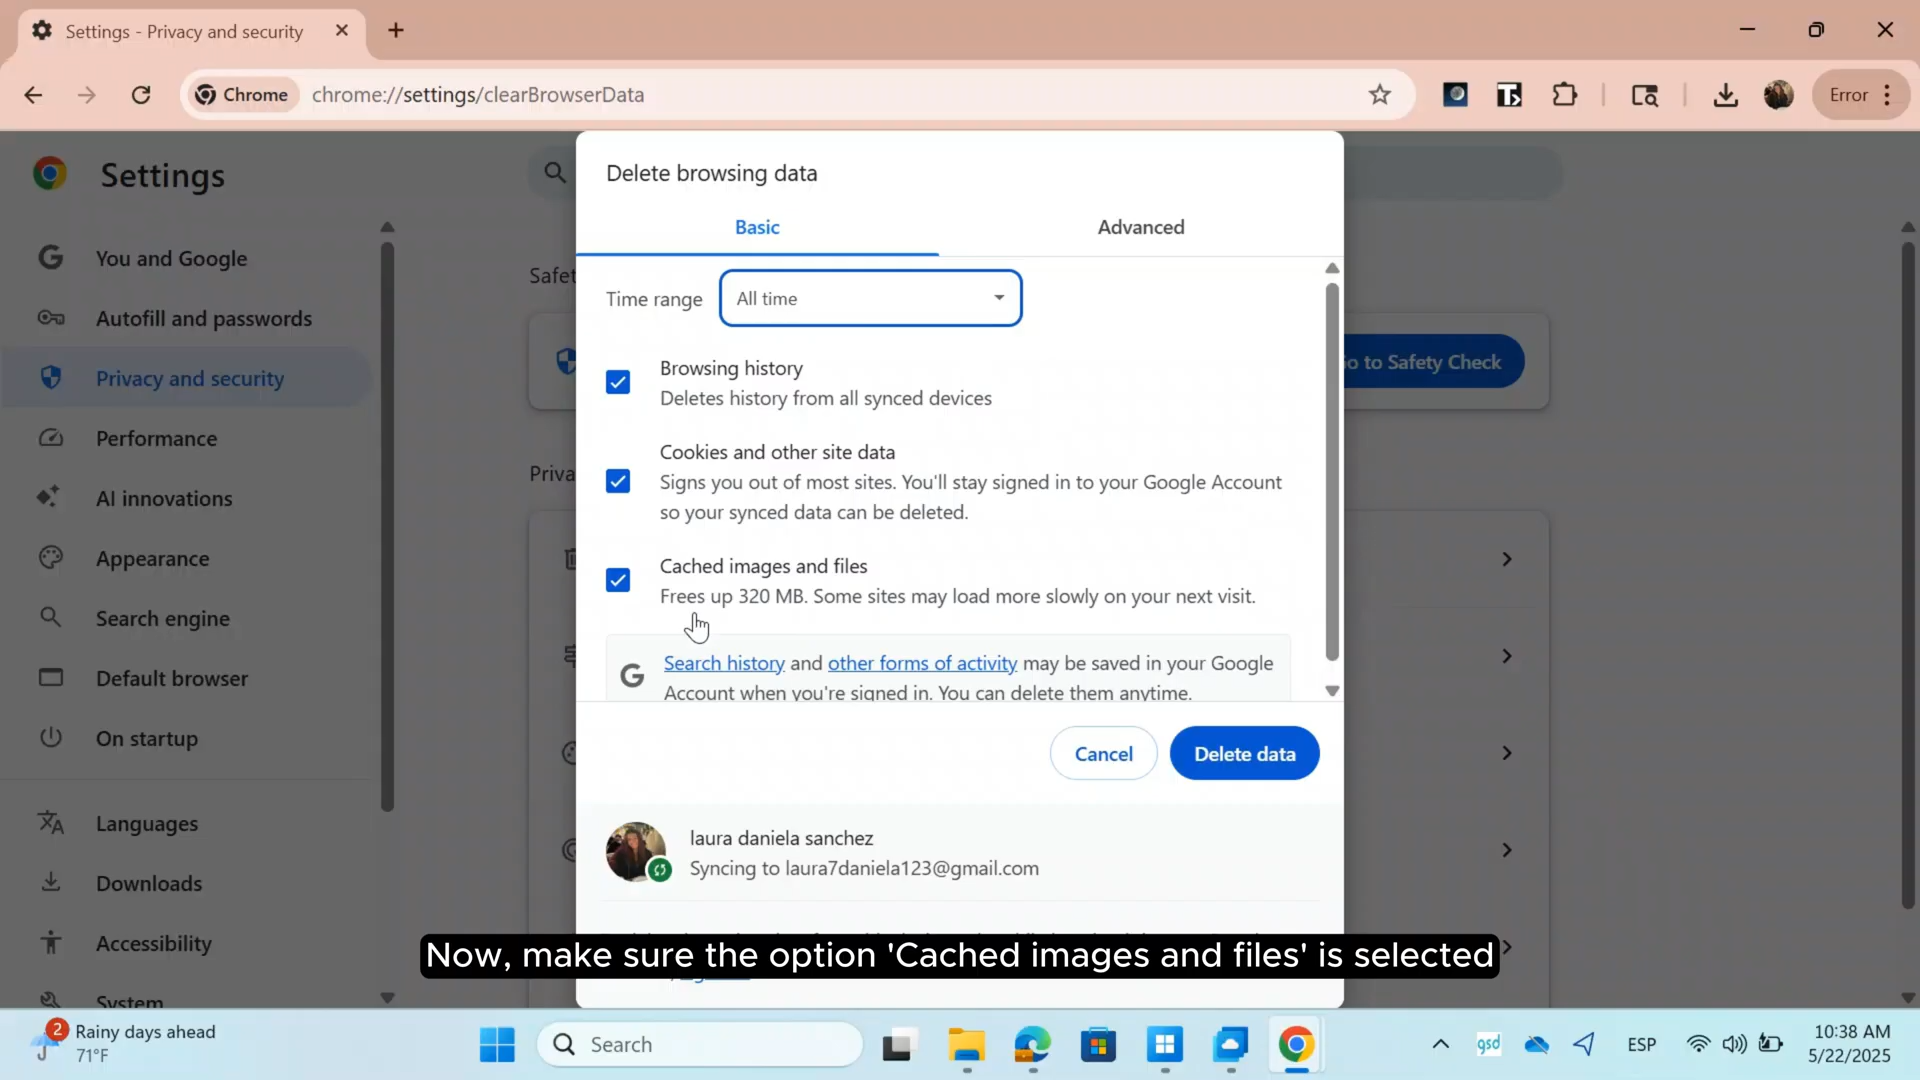 Settings - Privacy and security
Chrome
chrome://settings/clearBrowserData
Error
Settings
You and Google
Autofill and passwords
Privacy and security
Performance
AI innovations
Appearance
Search engine
Default browser
On startup
Languages
Downloads
Accessibility
System
Safet
Go to Safety Check
Priva
Delete browsing data
Basic
Advanced
Time range
All time
Browsing history
Deletes history from all synced devices
Cookies and other site data
Signs you out of most sites. You'll stay signed in to your Google Account
so your synced data can be deleted.
Cached images and files
Frees up 320 MB. Some sites may load more slowly on your next visit.
Search history and other forms of activity may be saved in your Google
Account when you're signed in. You can delete them anytime.
Cancel
Delete data
laura daniela sanchez
Syncing to laura7daniela123@gmail.com
Now, make sure the option 'Cached images and files' is selected
2
Rainy days ahead
71°F
Search
gsd
ESP
10:38 AM
5/22/2025